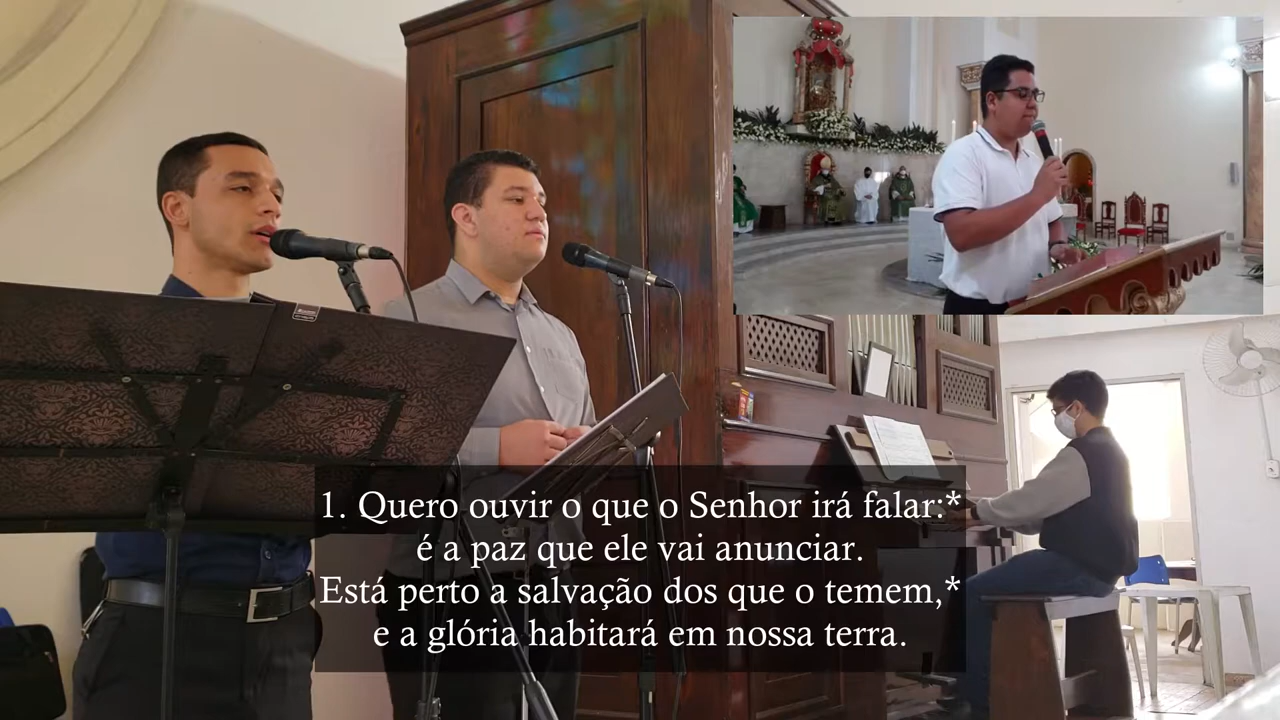 1. Quero ouvir o que o Senhor irá falar:*
é a paz que ele vai anunciar.
Está perto a salvação dos que o temem,*
e a glória habitará em nossa terra.